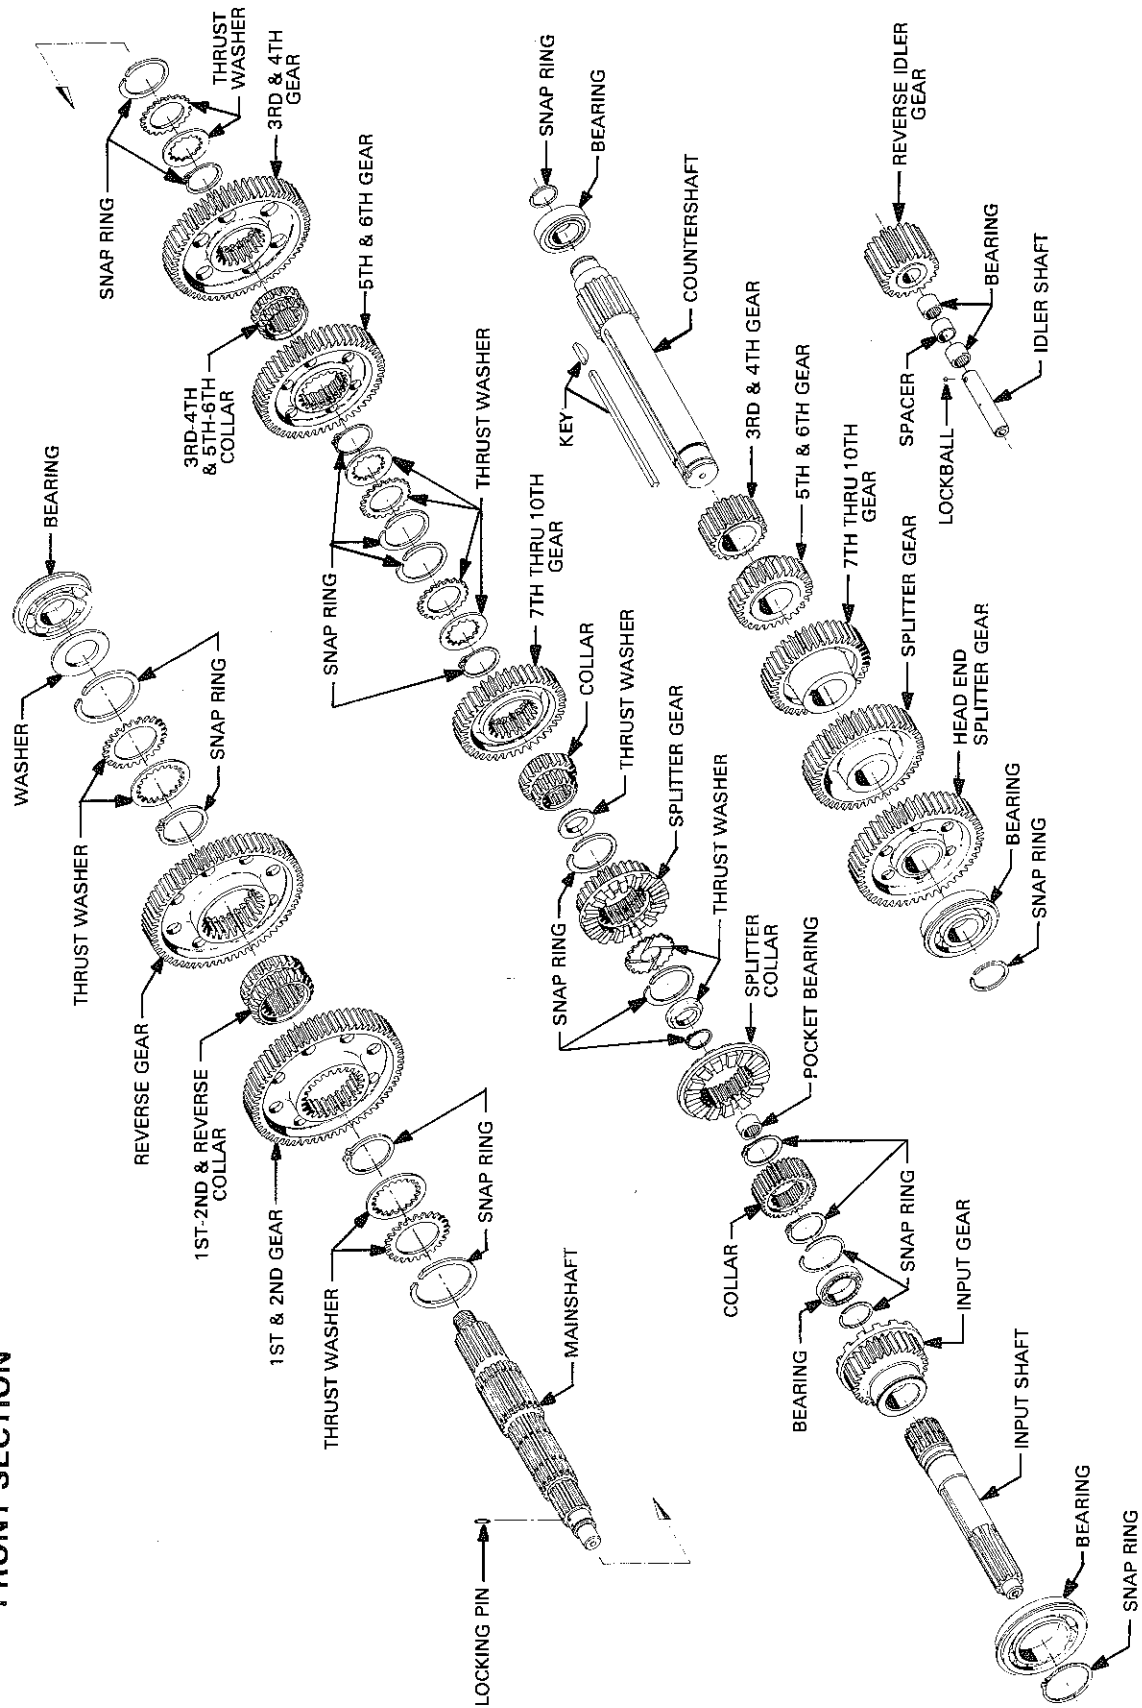 FRONT SECTION
WASHER
BEARING
THRUST WASHER
SNAP RING
REVERSE GEAR
1ST-2ND & REVERSE
COLLAR
1ST & 2ND GEAR
THRUST WASHER
SNAP RING
MAINSHAFT
LOCKING PIN
SNAP RING
THRUST
WASHER
3RD & 4TH
GEAR
3RD-4TH
& 5TH-6TH
COLLAR
5TH & 6TH GEAR
SNAP RING
THRUST WASHER
7TH THRU 10TH
GEAR
COLLAR
THRUST WASHER
SPLITTER GEAR
SNAP RING
THRUST WASHER
SPLITTER
COLLAR
POCKET BEARING
COLLAR
SNAP RING
BEARING
INPUT GEAR
INPUT SHAFT
BEARING
SNAP RING
SNAP RING
BEARING
COUNTERSHAFT
KEY
3RD & 4TH GEAR
5TH & 6TH GEAR
7TH THRU 10TH
GEAR
SPLITTER GEAR
HEAD END
SPLITTER GEAR
BEARING
SNAP RING
REVERSE IDLER
GEAR
BEARING
SPACER
LOCKBALL
IDLER SHAFT